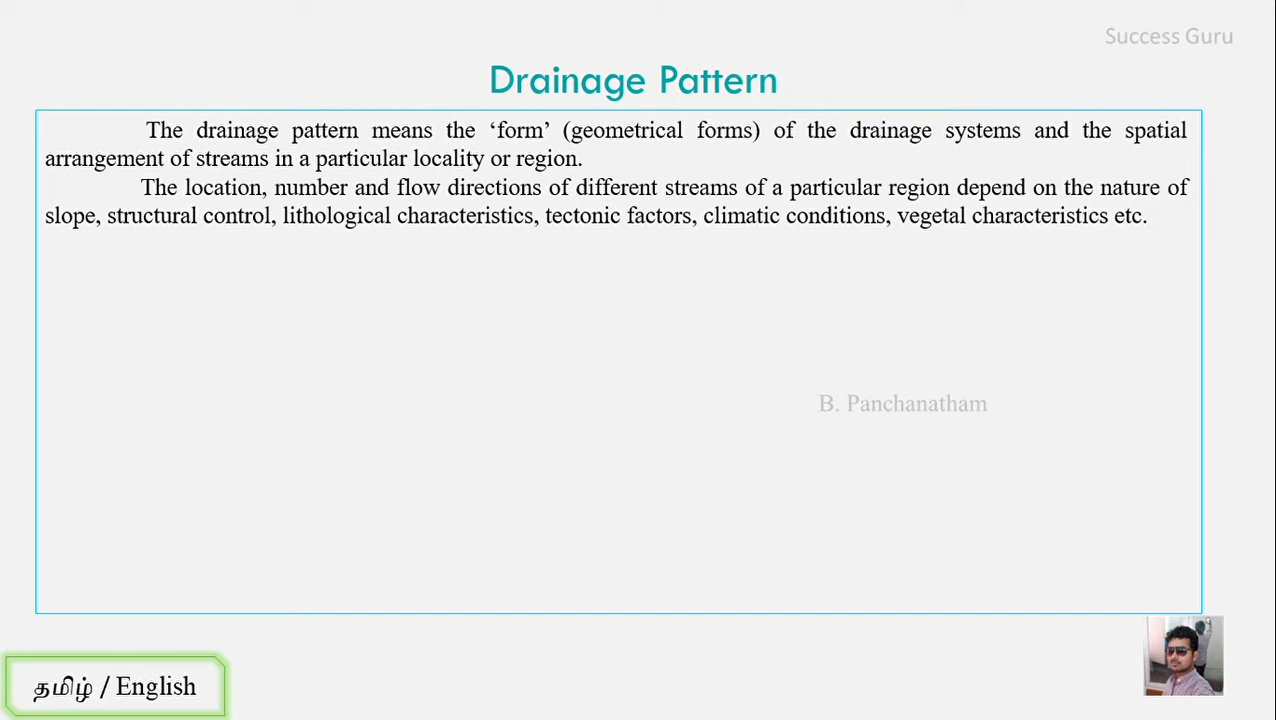 Success Guru
Drainage Pattern
The drainage pattern means the ‘form’ (geometrical forms) of the drainage systems and the spatial
arrangement of streams in a particular locality or region.
The location, number and flow directions of different streams of a particular region depend on the nature of
slope, structural control, lithological characteristics, tectonic factors, climatic conditions, vegetal characteristics etc.
B. Panchanatham
தமிழ் / English